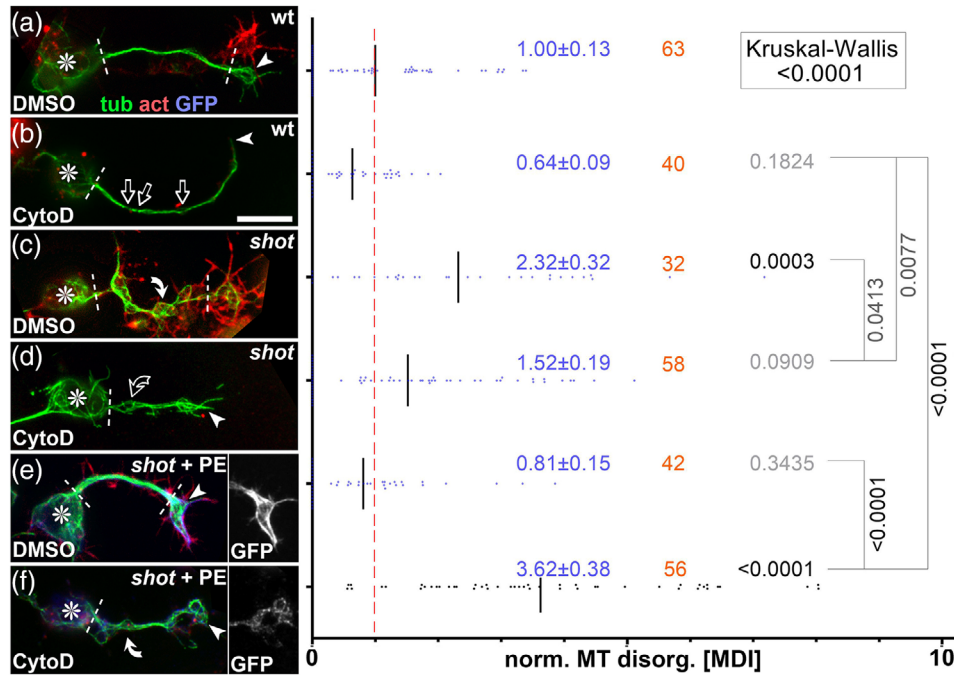 (a) wt
DMSO tub act GFP
1.00±0.13 63
Kruskal-Wallis
<0.0001
(b) wt
CytoD
0.64±0.09 40 0.1824
(c) shot
DMSO
2.32±0.32 32 0.0003
0.0413
0.0077
<0.0001
(d) shot
CytoD
1.52±0.19 58 0.0909
(e) shot + PE
DMSO GFP
0.81±0.15 42 0.3435
<0.0001
(f) shot + PE
CytoD GFP
3.62±0.38 56 <0.0001
0 norm. MT disorg. [MDI] 10